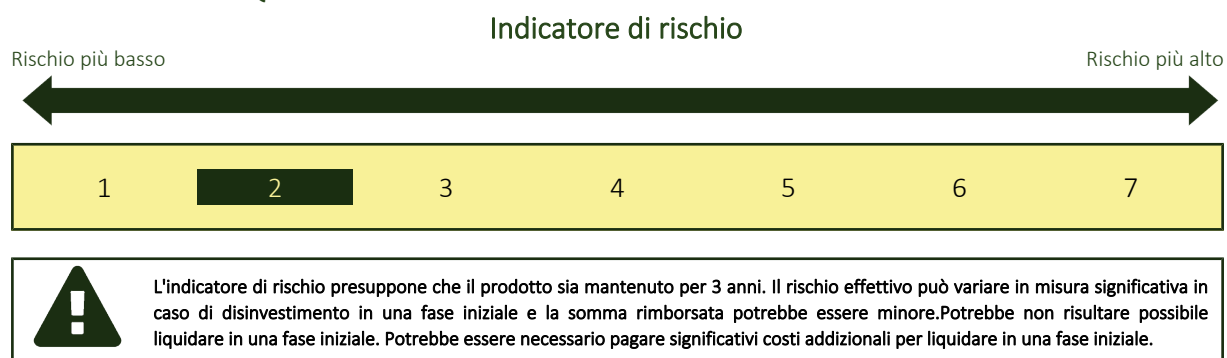 Indicatore di rischio
Rischio più basso
Rischio più alto
1 2 3 4 5 6 7
L'indicatore di rischio presuppone che il prodotto sia mantenuto per 3 anni. Il rischio effettivo può variare in misura significativa in
caso di disinvestimento in una fase iniziale e la somma rimborsata potrebbe essere minore.Potrebbe non risultare possibile
liquidare in una fase iniziale. Potrebbe essere necessario pagare significativi costi addizionali per liquidare in una fase iniziale.